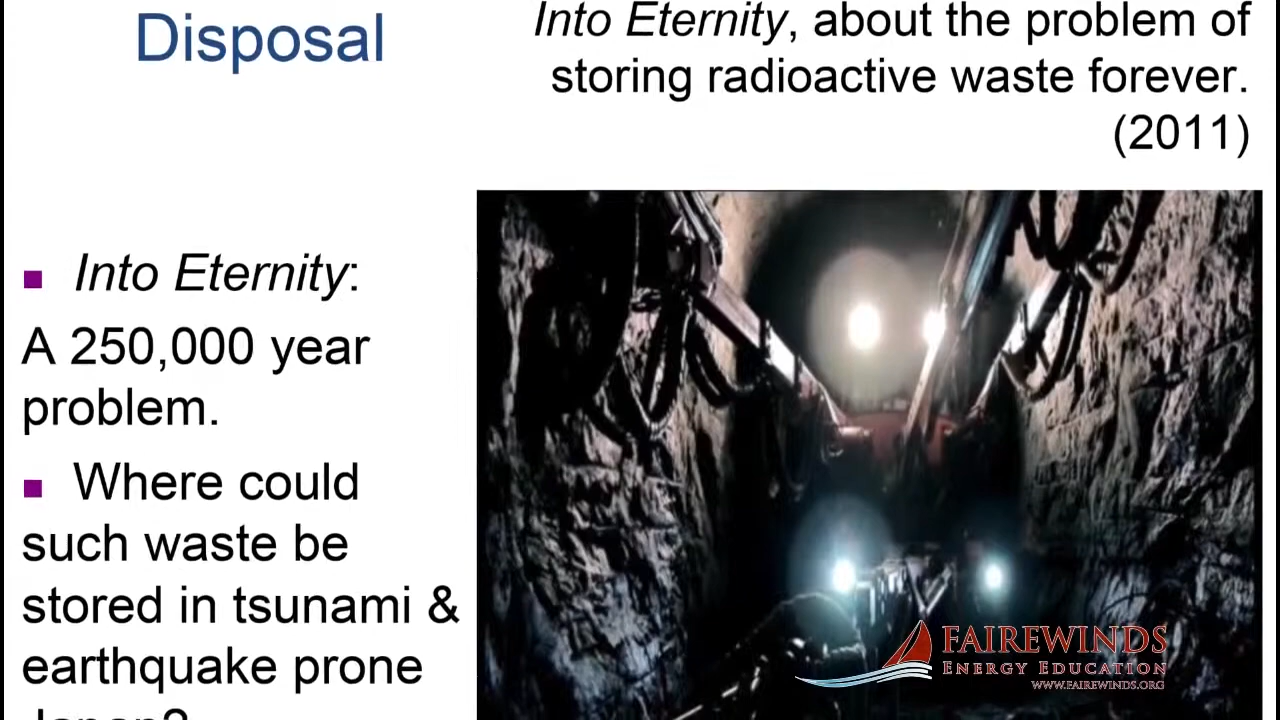 Disposal
Into Eternity, about the problem of
storing radioactive waste forever.
(2011)
■ Into Eternity:
A 250,000 year
problem.
■ Where could
such waste be
stored in tsunami &
earthquake prone
Japan?
FAIREWINDS
ENERGY EDUCATION
WWW.FAIREWINDS.ORG